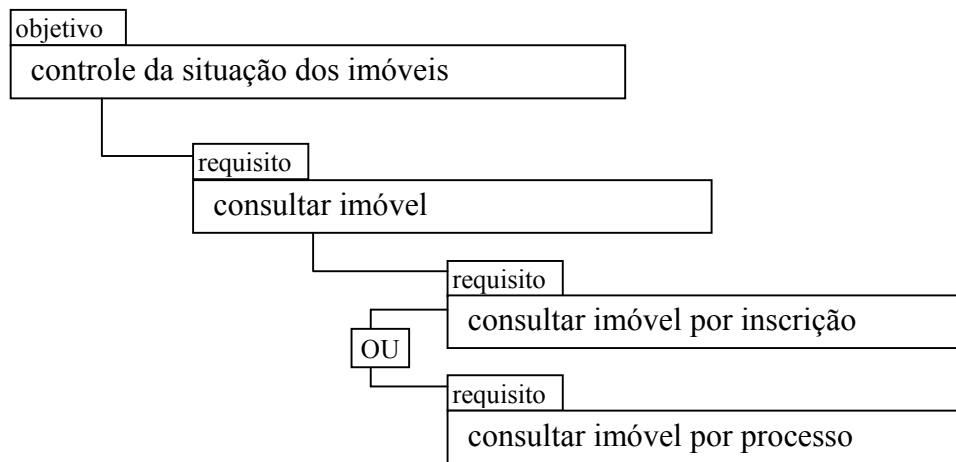 objetivo
controle da situação dos imóveis
requisito
consultar imóvel
requisito
consultar imóvel por inscrição
OU
requisito
consultar imóvel por processo